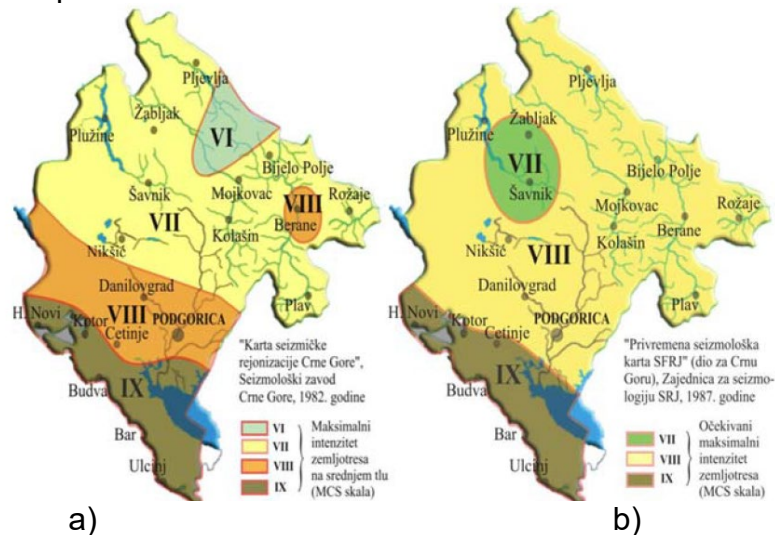 Pljevlja
Žabljak
Plužine
VI
Bijelo Polje
Šavnik
Mojkovac
VII
VIII
Rožaje
Berane
Kolašin
Nikšić
Danilovgrad
Plav
VIII
PODGORICA
H. Novi
Kotor
Cetinje
IX
Budva
Bar
Ulcinj
"Karta seizmičke
rejonizacije Crne Gore",
Seizmološki zavod
Crne Gore, 1982. godine
VI
VII
VIII
IX
Maksimalni
intenzitet
zemljotresa
na srednjem tlu
(MCS skala)
a)
Pljevlja
Žabljak
Plužine
VII
Bijelo Polje
Šavnik
Mojkovac
Rožaje
Berane
Kolašin
Nikšić
VIII
Danilovgrad
Plav
PODGORICA
H. Novi
Kotor
Cetinje
IX
Budva
Bar
Ulcinj
"Privremena seizmološka
karta SFRJ" (dio za Crnu
Goru), Zajednica za seizmo-
logiju SRJ, 1987. godine
VII
VIII
IX
Očekivani
maksimalni
intenzitet
zemljotresa
(MCS skala)
b)